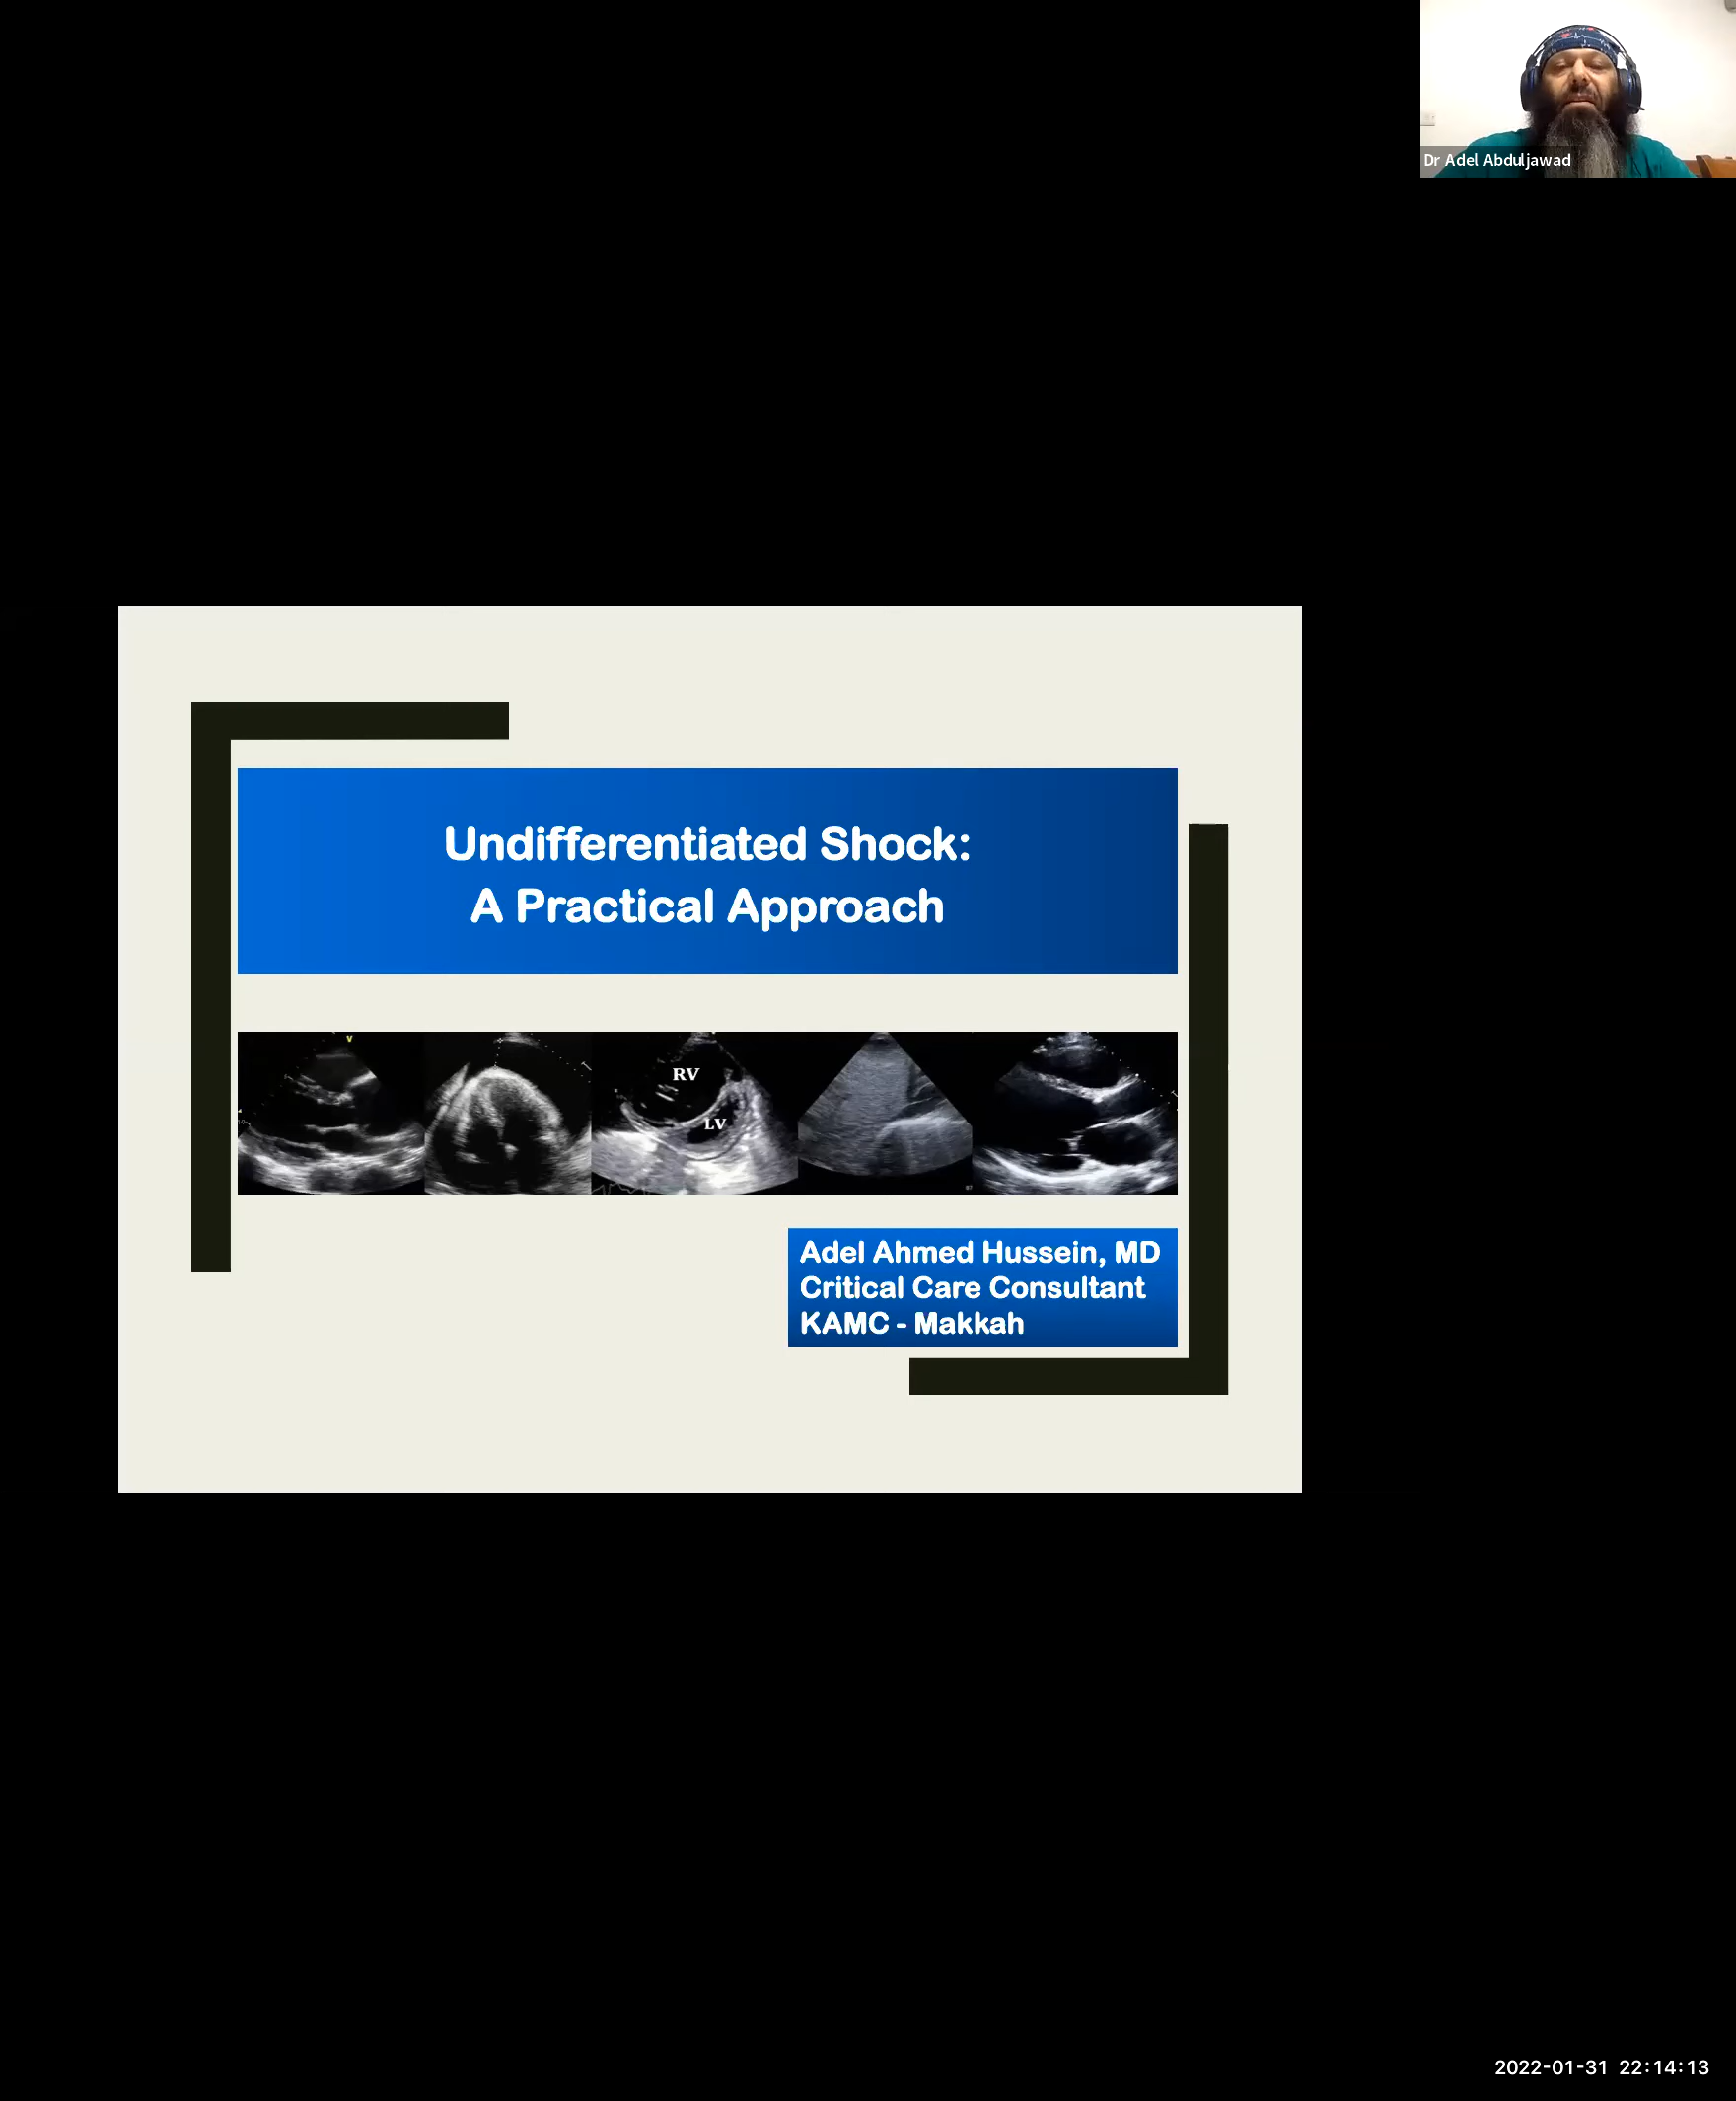 Dr Adel Abduljawad
Undifferentiated Shock:
A Practical Approach
V
RV
LV
Adel Ahmed Hussein, MD
Critical Care Consultant
KAMC - Makkah
2022-01-31 22:14:13